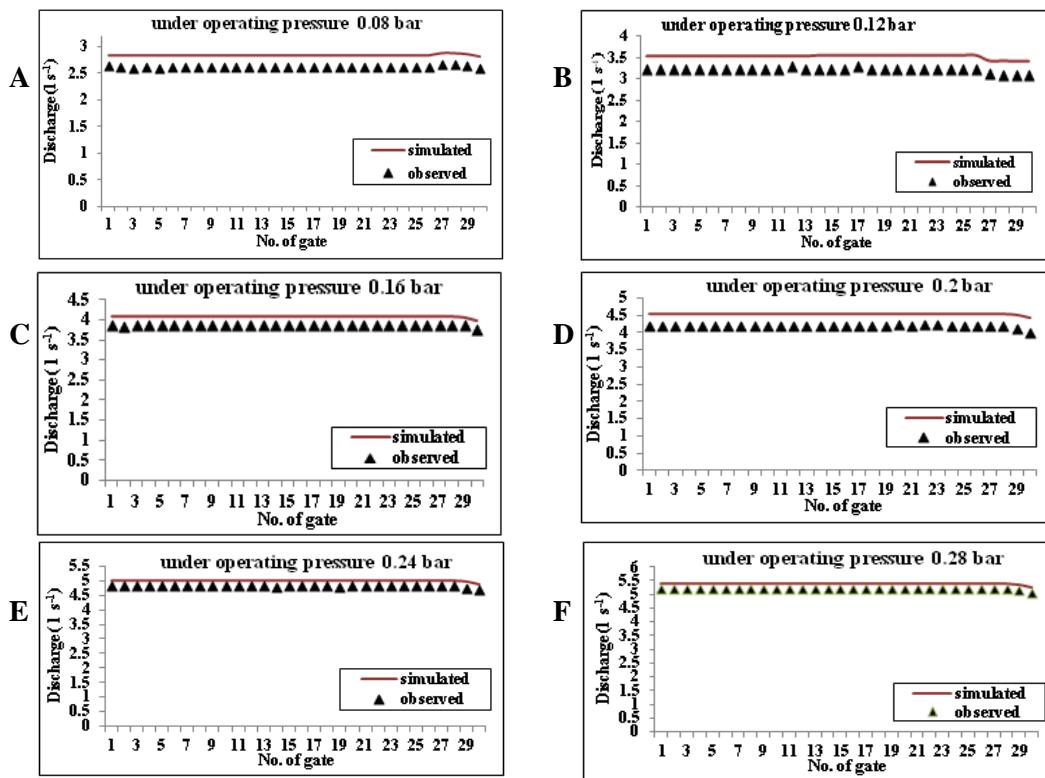 A
under operating pressure 0.08 bar
Discharge (l s⁻¹)
3
2.5
2
1.5
1
0.5
0
simulated
observed
1 3 5 7 9 11 13 15 17 19 21 23 25 27 29
No. of gate
B
under operating pressure 0.12 bar
Discharge (l s⁻¹)
4
3.5
3
2.5
2
1.5
1
0.5
0
simulated
observed
1 3 5 7 9 11 13 15 17 19 21 23 25 27 29
No. of gate
C
under operating pressure 0.16 bar
Discharge (l s⁻¹)
4.5
4
3.5
3
2.5
2
1.5
1
0.5
0
simulated
observed
1 3 5 7 9 11 13 15 17 19 21 23 25 27 29
No. of gate
D
under operating pressure 0.2 bar
Discharge (l s⁻¹)
5
4.5
4
3.5
3
2.5
2
1.5
1
0.5
0
simulated
observed
1 3 5 7 9 11 13 15 17 19 21 23 25 27 29
No. of gate
E
under operating pressure 0.24 bar
Discharge (l s⁻¹)
5.5
5
4.5
4
3.5
3
2.5
2
1.5
1
0.5
0
simulated
observed
1 3 5 7 9 11 13 15 17 19 21 23 25 27 29
No. of gate
F
under operating pressure 0.28 bar
Discharge (l s⁻¹)
6
5.5
5
4.5
4
3.5
3
2.5
2
1.5
1
0.5
0
simulated
observed
1 3 5 7 9 11 13 15 17 19 21 23 25 27 29
No. of gate